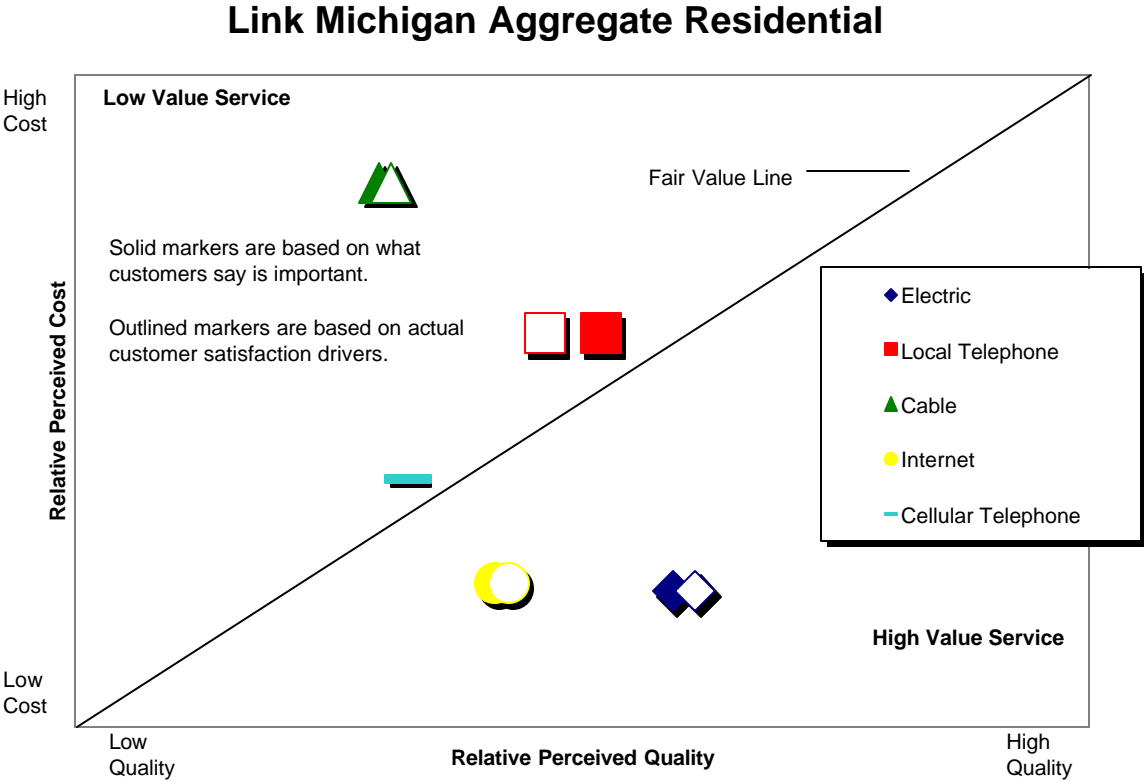 Link Michigan Aggregate Residential
High
Cost
Low Value Service
Fair Value Line
Solid markers are based on what
customers say is important.
Outlined markers are based on actual
customer satisfaction drivers.
Relative Perceived Cost
Electric
Local Telephone
Cable
Internet
Cellular Telephone
High Value Service
Low
Cost
Low
Quality
Relative Perceived Quality
High
Quality